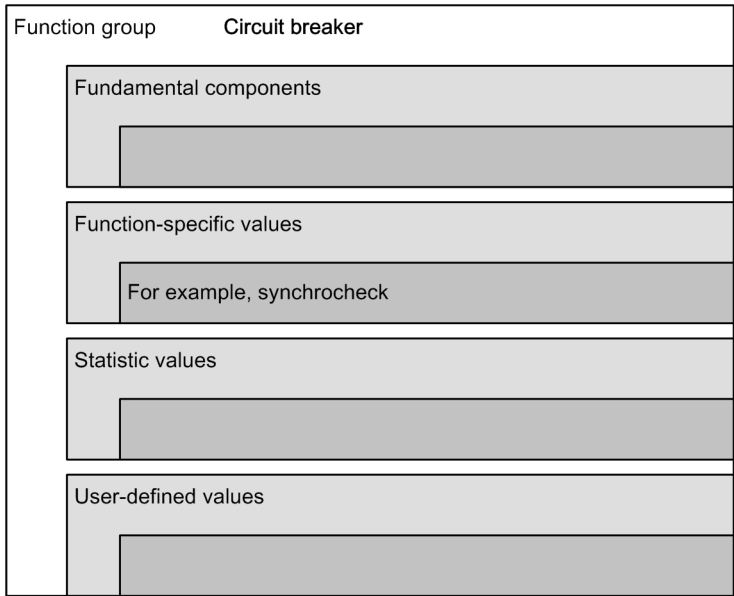 Function group Circuit breaker
Fundamental components
Function-specific values
For example, synchrocheck
Statistic values
User-defined values